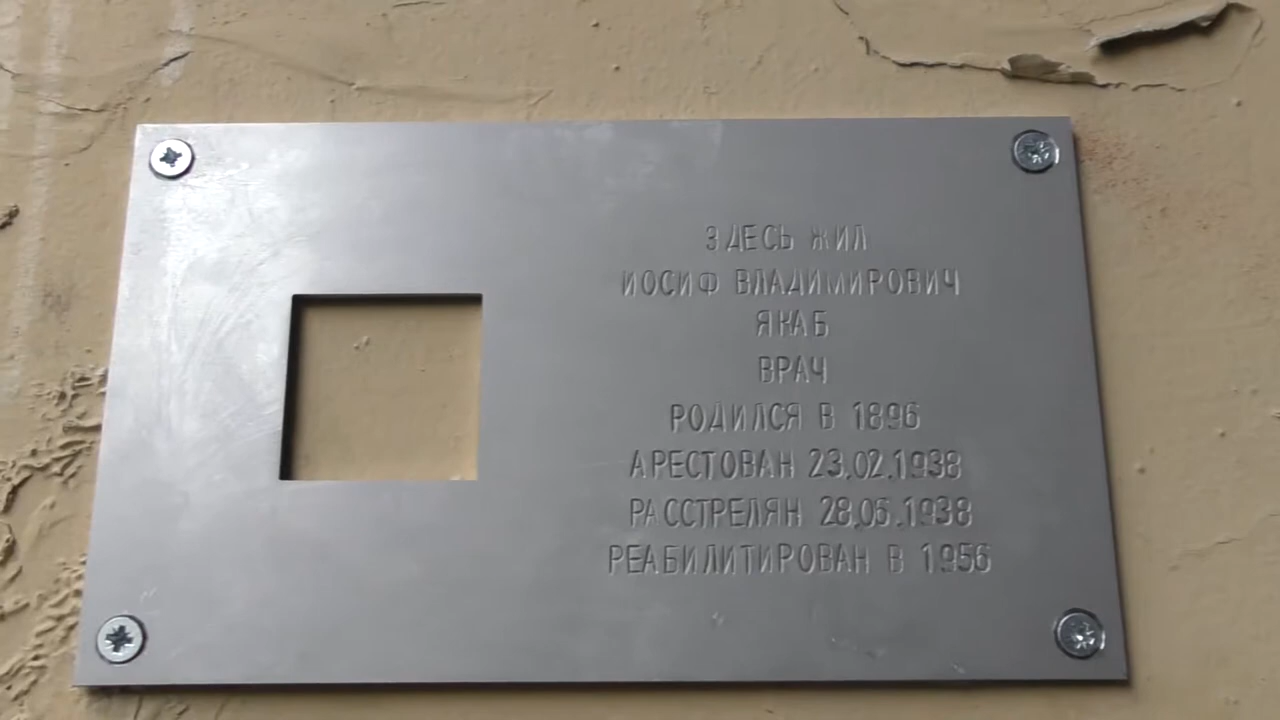 ЗДЕСЬ ЖИЛ
ИОСИФ ВЛАДИМИРОВИЧ
ЯКАБ
ВРАЧ
РОДИЛСЯ В 1896
АРЕСТОВАН 23.02.1938
РАССТРЕЛЯН 28.05.1938
РЕАБИЛИТИРОВАН В 1956